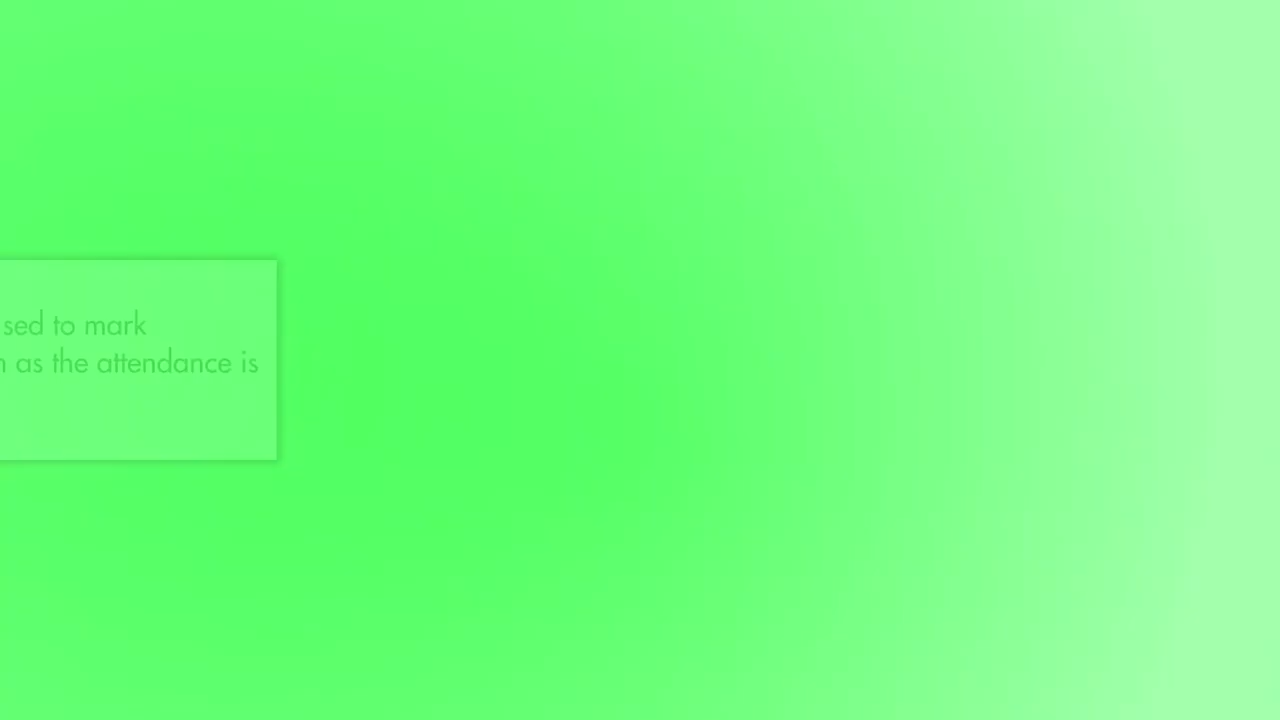 sed to mark
as the attendance is